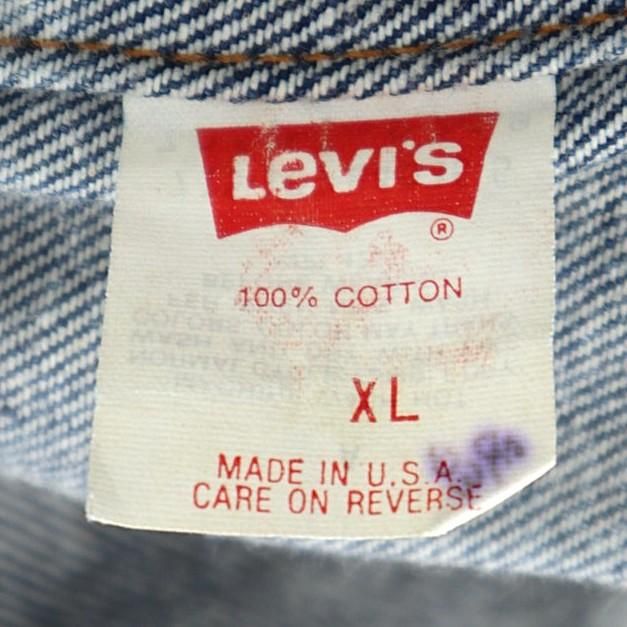 Levi's
®
100% COTTON
XL
MADE IN U.S.A.
CARE ON REVERSE